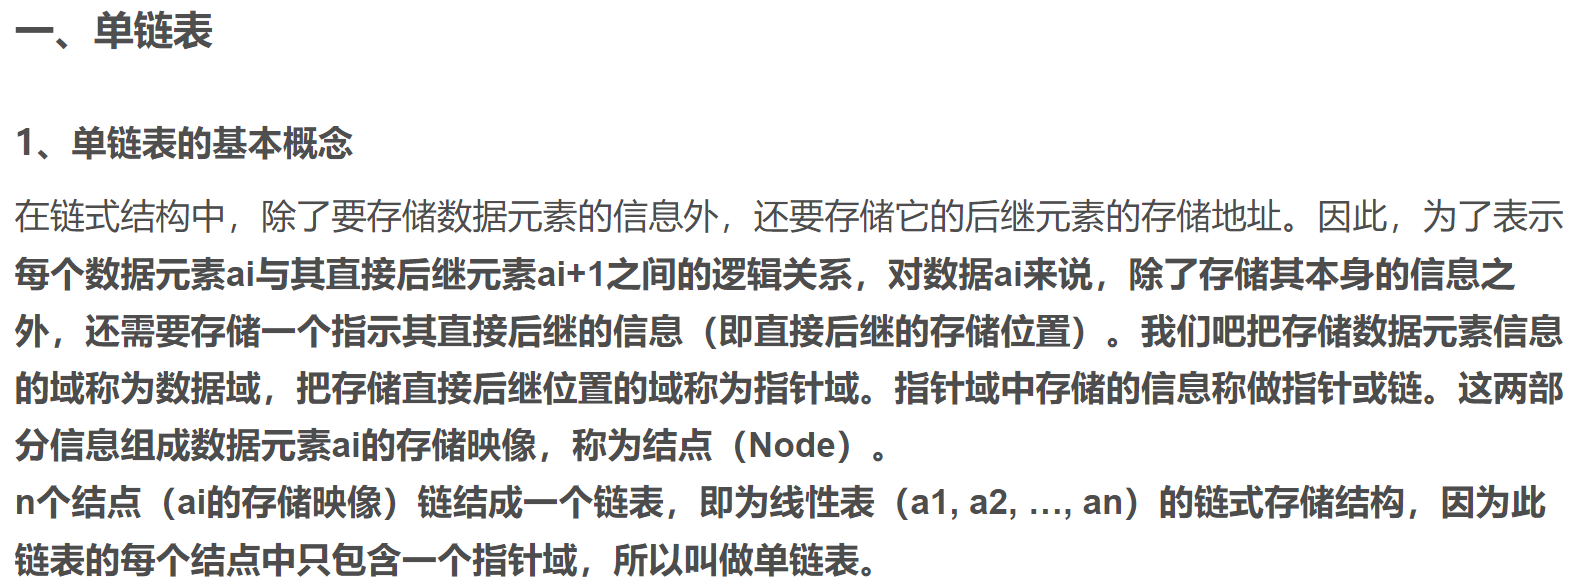 一、单链表
1、单链表的基本概念
在链式结构中，除了要存储数据元素的信息外，还要存储它的后继元素的存储地址。因此，为了表示
每个数据元素ai与其直接后继元素ai+1之间的逻辑关系，对数据ai来说，除了存储其本身的信息之
外，还需要存储一个指示其直接后继的信息（即直接后继的存储位置）。我们吧把存储数据元素信息
的域称为数据域，把存储直接后继位置的域称为指针域。指针域中存储的信息称做指针或链。这两部
分信息组成数据元素ai的存储映像，称为结点（Node）。
n个结点（ai的存储映像）链结成一个链表，即为线性表（a1, a2, …, an）的链式存储结构，因为此
链表的每个结点中只包含一个指针域，所以叫做单链表。